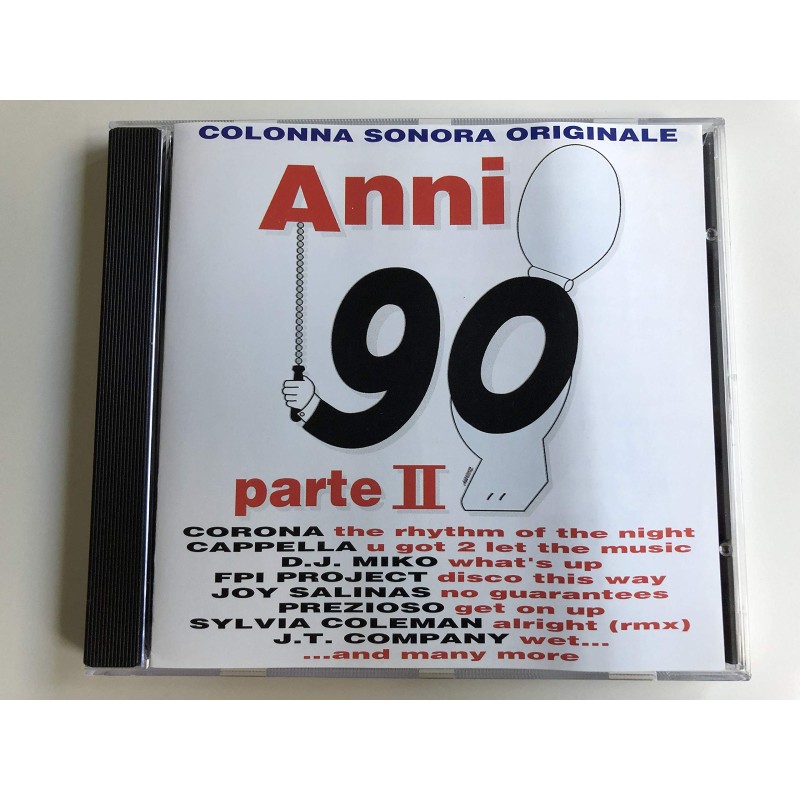 COLONNA SONORA ORIGINALE
Anni
90
parte II
CORONA the rhythm of the night
CAPPELLA u got 2 let the music
D.J. MIKO what's up
FPI PROJECT disco this way
JOY SALINAS no guarantees
PREZIOSO get on up
SYLVIA COLEMAN alright (rmx)
J.T. COMPANY wet...
...and many more